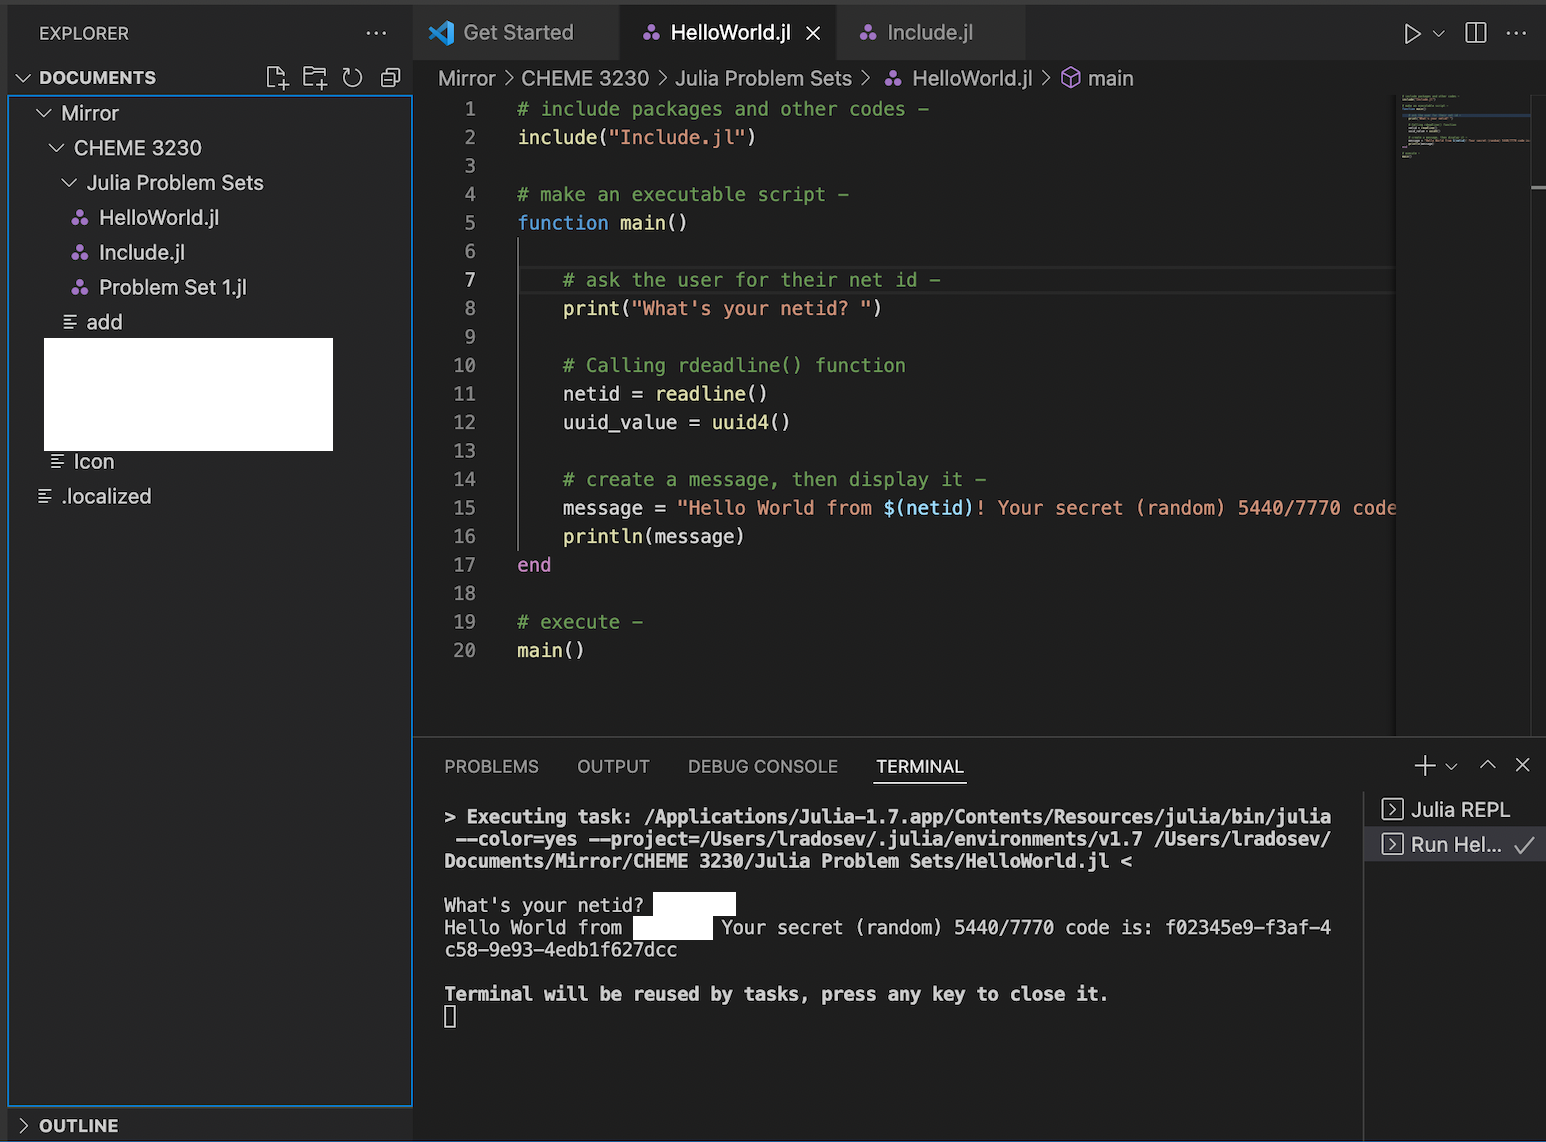 EXPLORER
DOCUMENTS
Mirror
CHEME 3230
Julia Problem Sets
HelloWorld.jl
Include.jl
Problem Set 1.jl
add
Icon
.localized
OUTLINE
Get Started
HelloWorld.jl
Include.jl
Mirror > CHEME 3230 > Julia Problem Sets > HelloWorld.jl > main
1 # include packages and other codes –
2 include("Include.jl")
3
4 # make an executable script –
5 function main()
6
7 # ask the user for their net id –
8 print("What's your netid? ")
9
10 # Calling rdeadline() function
11 netid = readline()
12 uuid_value = uuid4()
13
14 # create a message, then display it –
15 message = "Hello World from $(netid)! Your secret (random) 5440/7770 code
16 println(message)
17 end
18
19 # execute –
20 main()
PROBLEMS OUTPUT DEBUG CONSOLE TERMINAL
> Executing task: /Applications/Julia-1.7.app/Contents/Resources/julia/bin/julia
--color=yes --project=/Users/lradosev/.julia/environments/v1.7 /Users/lradosev/
Documents/Mirror/CHEME 3230/Julia Problem Sets/HelloWorld.jl <
What's your netid?
Hello World from Your secret (random) 5440/7770 code is: f02345e9-f3af-4
c58-9e93-4edb1f627dcc
Terminal will be reused by tasks, press any key to close it.
Julia REPL
Run Hel...